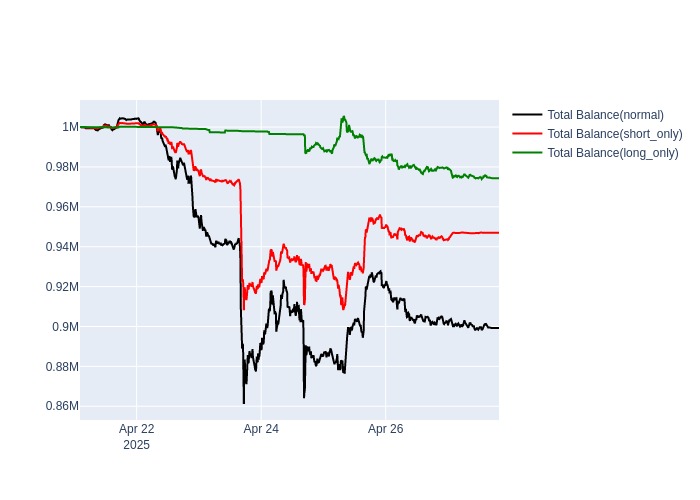 Total Balance(normal)
Total Balance(short_only)
Total Balance(long_only)
1M
0.98M
0.96M
0.94M
0.92M
0.9M
0.88M
0.86M
Apr 22
2025
Apr 24
Apr 26